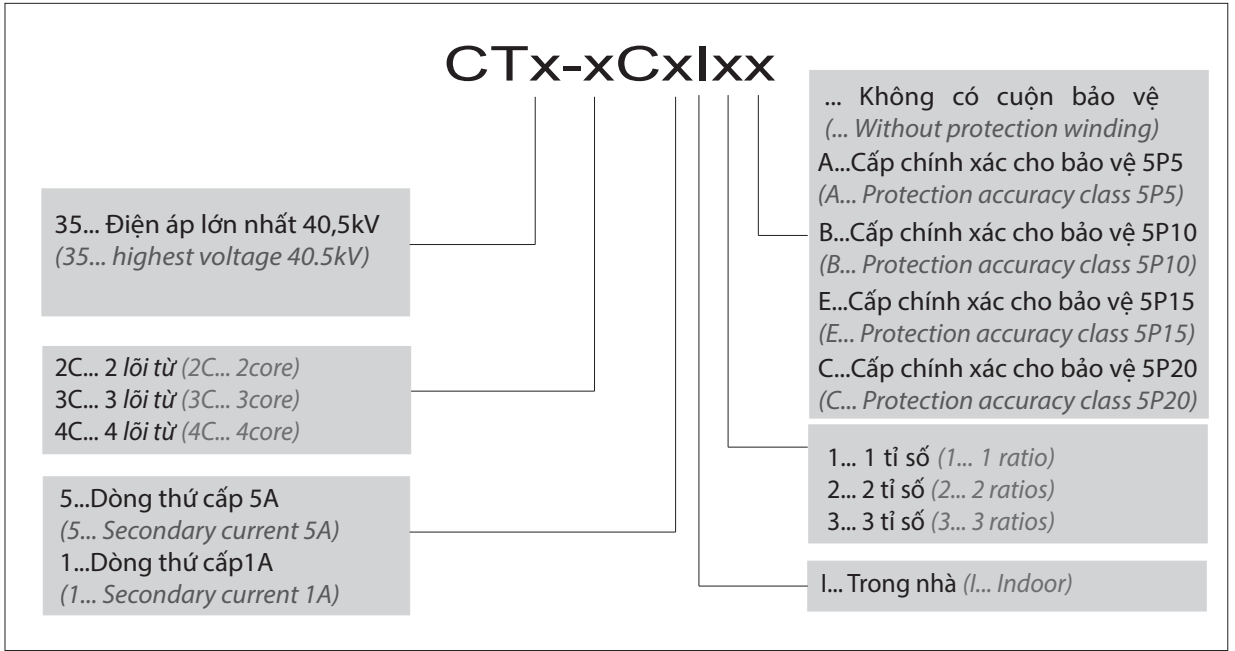 CTx-xCxIxx
35... Điện áp lớn nhất 40,5kV
(35... highest voltage 40.5kV)
2C... 2 lõi từ (2C... 2core)
3C... 3 lõi từ (3C... 3core)
4C... 4 lõi từ (4C... 4core)
5...Dòng thứ cấp 5A
(5... Secondary current 5A)
1...Dòng thứ cấp1A
(1... Secondary current 1A)
... Không có cuộn bảo vệ
(... Without protection winding)
A...Cấp chính xác cho bảo vệ 5P5
(A... Protection accuracy class 5P5)
B...Cấp chính xác cho bảo vệ 5P10
(B... Protection accuracy class 5P10)
E...Cấp chính xác cho bảo vệ 5P15
(E... Protection accuracy class 5P15)
C...Cấp chính xác cho bảo vệ 5P20
(C... Protection accuracy class 5P20)
1... 1 tỉ số (1... 1 ratio)
2... 2 tỉ số (2... 2 ratios)
3... 3 tỉ số (3... 3 ratios)
I... Trong nhà (I... Indoor)